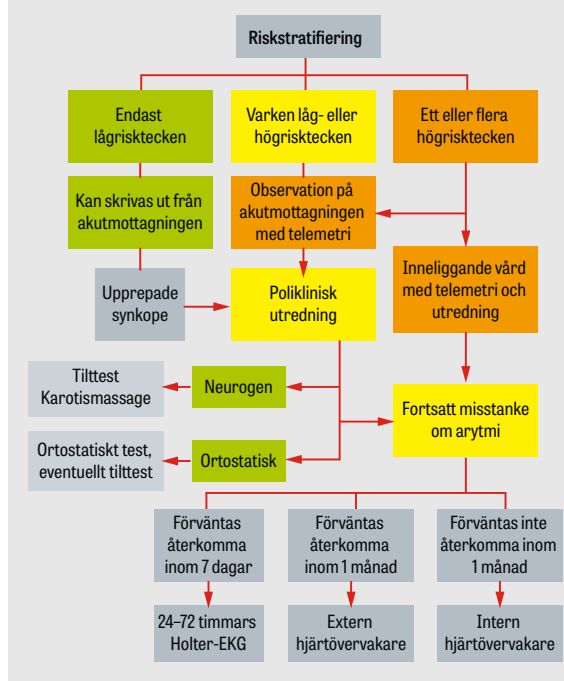 Riskstratifiering
Endast
lågrisktecken
Varken låg- eller
högrisktecken
Ett eller flera
högrisktecken
Kan skrivas ut från
akutmottagningen
Observation på
akutmottagningen
med telemetri
Inneliggande vård
med telemetri och
utredning
Upprepade
synkope
Poliklinisk
utredning
Tilttest
Karotismassage
Neurogen
Fortsatt misstanke
om arytmi
Ortostatiskt test,
eventuellt tilttest
Ortostatisk
Förväntas
återkomma
inom 7 dagar
Förväntas
återkomma
inom 1 månad
Förväntas inte
återkomma inom
1 månad
24–72 timmars
Holter-EKG
Extern
hjärtövervakare
Intern
hjärtövervakare